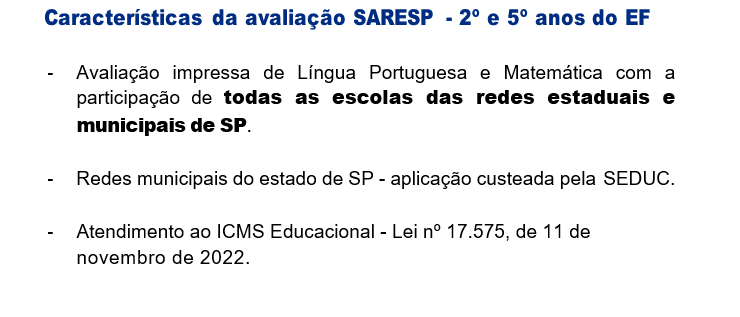 Características da avaliação SARESP - 2º e 5º anos do EF
- Avaliação impressa de Língua Portuguesa e Matemática com a
participação de todas as escolas das redes estaduais e
municipais de SP.
- Redes municipais do estado de SP - aplicação custeada pela SEDUC.
- Atendimento ao ICMS Educacional - Lei nº 17.575, de 11 de
novembro de 2022.